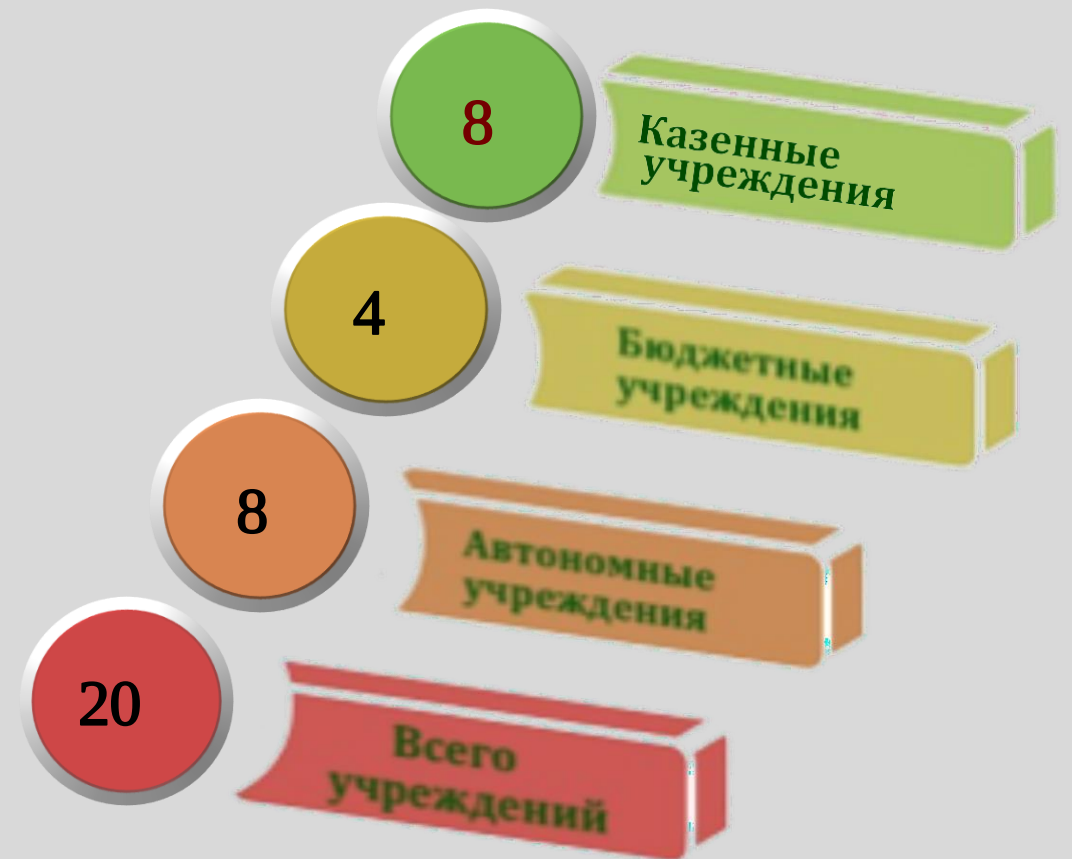 8
Казенные
учреждения
4
Бюджетные
учреждения
8
Автономные
учреждения
20
Всего
учреждений